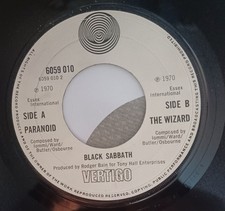 6059 010
6059 010 2
℗ 1970
℗ 1970
Essex
International
Essex
International
SIDE A
SIDE B
PARANOID
THE WIZARD
Composed by
Iommi/Ward/
Butler/Osbourne
Composed by
Iommi/Ward/
Butler/Osbourne
BLACK SABBATH
Produced by Rodger Bain for Tony Hall Enterprises
VERTIGO